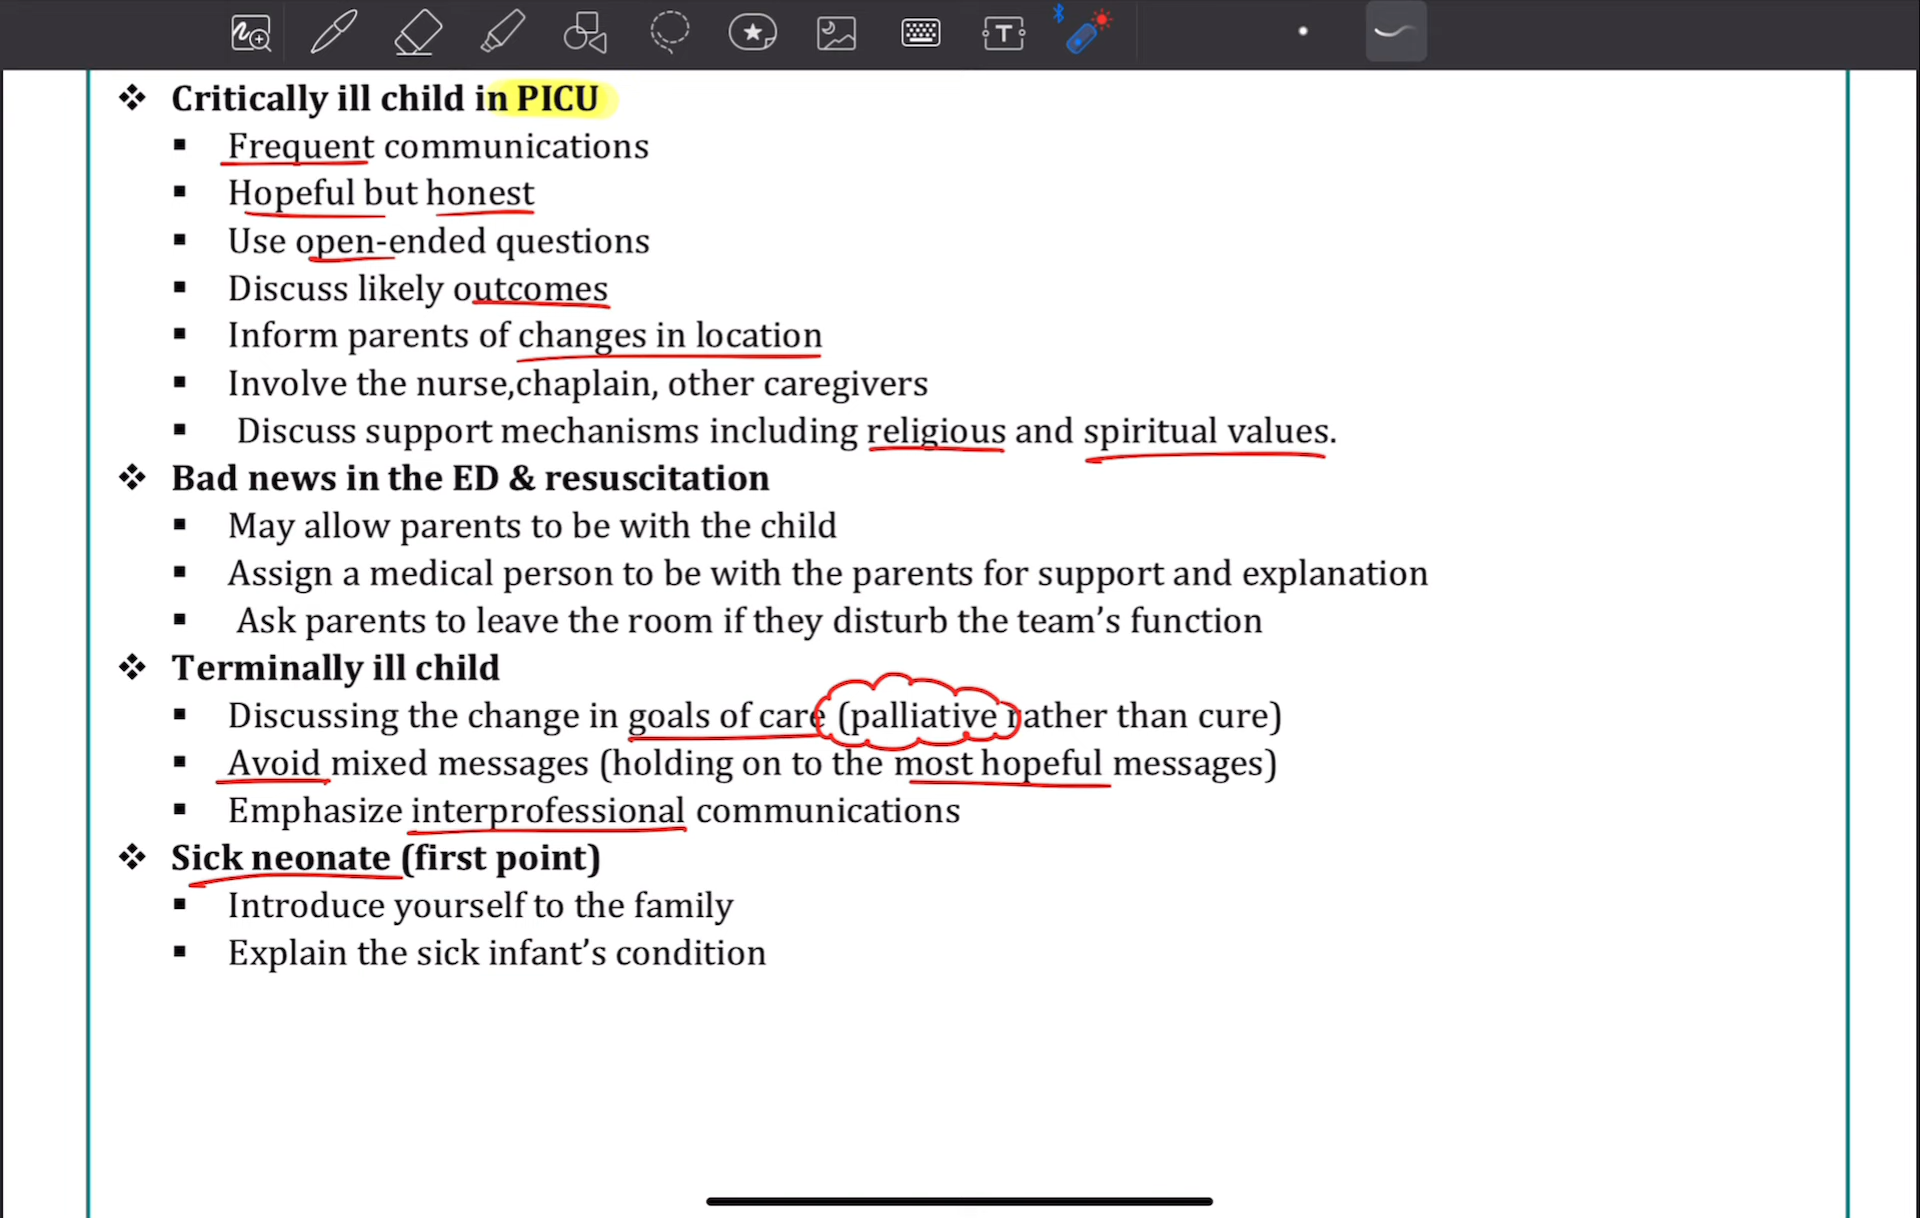 ❖ Critically ill child in PICU
▪ Frequent communications
▪ Hopeful but honest
▪ Use open-ended questions
▪ Discuss likely outcomes
▪ Inform parents of changes in location
▪ Involve the nurse,chaplain, other caregivers
▪ Discuss support mechanisms including religious and spiritual values.
❖ Bad news in the ED & resuscitation
▪ May allow parents to be with the child
▪ Assign a medical person to be with the parents for support and explanation
▪ Ask parents to leave the room if they disturb the team's function
❖ Terminally ill child
▪ Discussing the change in goals of care (palliative rather than cure)
▪ Avoid mixed messages (holding on to the most hopeful messages)
▪ Emphasize interprofessional communications
❖ Sick neonate (first point)
▪ Introduce yourself to the family
▪ Explain the sick infant's condition